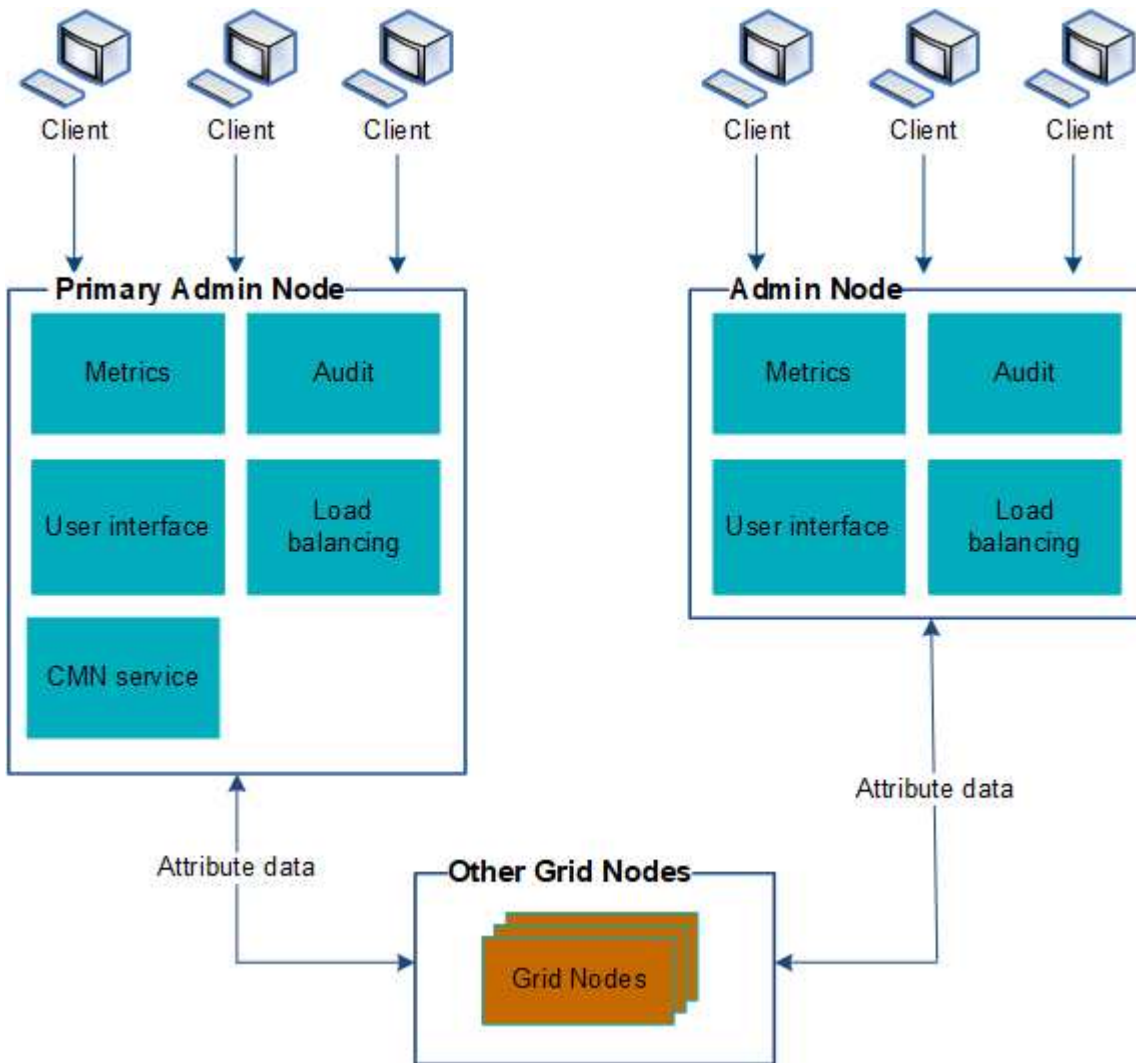 Client
Client
Client
Client
Client
Client
Primary Admin Node
Metrics
Audit
User interface
Load
balancing
CMN service
Admin Node
Metrics
Audit
User interface
Load
balancing
Attribute data
Attribute data
Other Grid Nodes
Grid Nodes